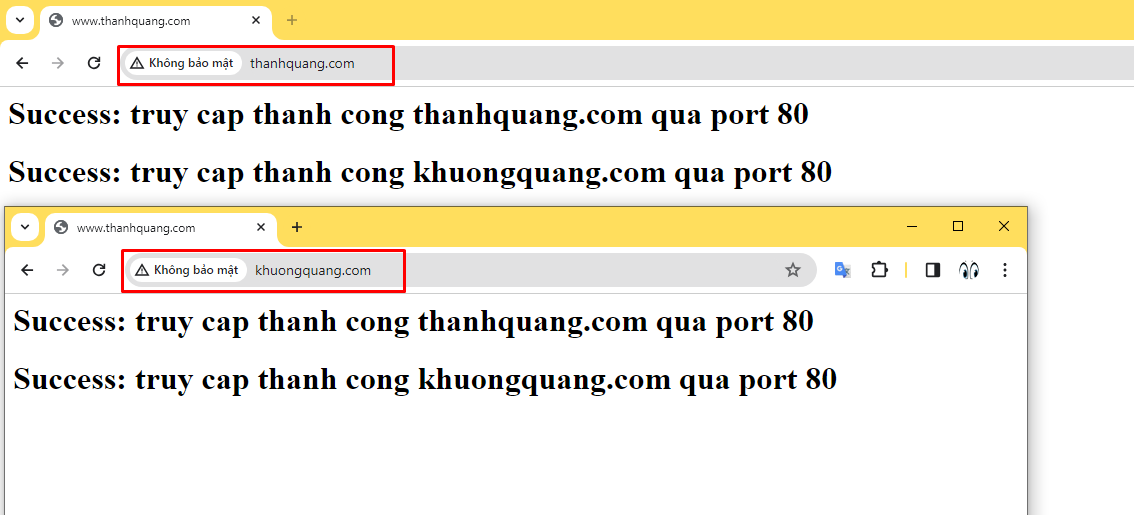 www.thanhquang.com
Không bảo mật thanhquang.com
Success: truy cap thanh cong thanhquang.com qua port 80
Success: truy cap thanh cong khuongquang.com qua port 80
www.thanhquang.com
Không bảo mật khuongquang.com
Success: truy cap thanh cong thanhquang.com qua port 80
Success: truy cap thanh cong khuongquang.com qua port 80